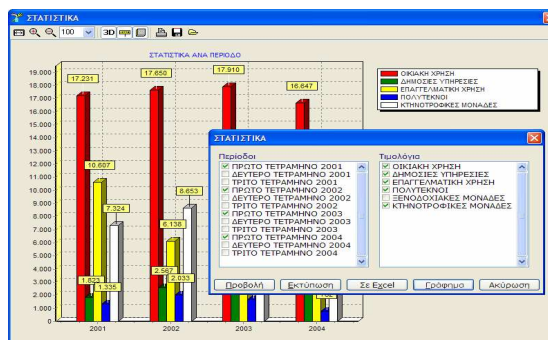 ΣΤΑΤΙΣΤΙΚΑ
100 3D
ΣΤΑΤΙΣΤΙΚΑ ΑΝΑ ΠΕΡΙΟΔΟ
19.000
18.000
17.000
16.000
15.000
14.000
13.000
12.000
11.000
10.000
9.000
8.000
7.000
6.000
5.000
4.000
3.000
2.000
1.000
0
17.231
17.650
17.910
16.647
10.607
7.324
8.653
6.138
2.567
2.033
1.823
1.335
2001
2002
2003
2004
ΟΙΚΙΑΚΗ ΧΡΗΣΗ
ΔΗΜΟΣΙΕΣ ΥΠΗΡΕΣΙΕΣ
ΕΠΑΓΓΕΛΜΑΤΙΚΗ ΧΡΗΣΗ
ΠΟΛΥΤΕΚΝΟΙ
ΚΤΗΝΟΤΡΟΦΙΚΕΣ ΜΟΝΑΔΕΣ
ΣΤΑΤΙΣΤΙΚΑ
Περίοδοι
ΠΡΩΤΟ ΤΕΤΡΑΜΗΝΟ 2001
ΔΕΥΤΕΡΟ ΤΕΤΡΑΜΗΝΟ 2001
ΤΡΙΤΟ ΤΕΤΡΑΜΗΝΟ 2001
ΠΡΩΤΟ ΤΕΤΡΑΜΗΝΟ 2002
ΔΕΥΤΕΡΟ ΤΕΤΡΑΜΗΝΟ 2002
ΤΡΙΤΟ ΤΕΤΡΑΜΗΝΟ 2002
ΠΡΩΤΟ ΤΕΤΡΑΜΗΝΟ 2003
ΔΕΥΤΕΡΟ ΤΕΤΡΑΜΗΝΟ 2003
ΤΡΙΤΟ ΤΕΤΡΑΜΗΝΟ 2003
ΠΡΩΤΟ ΤΕΤΡΑΜΗΝΟ 2004
ΔΕΥΤΕΡΟ ΤΕΤΡΑΜΗΝΟ 2004
ΤΡΙΤΟ ΤΕΤΡΑΜΗΝΟ 2004
Τιμολόγια
ΟΙΚΙΑΚΗ ΧΡΗΣΗ
ΔΗΜΟΣΙΕΣ ΥΠΗΡΕΣΙΕΣ
ΕΠΑΓΓΕΛΜΑΤΙΚΗ ΧΡΗΣΗ
ΠΟΛΥΤΕΚΝΟΙ
ΞΕΝΟΔΟΧΙΑΚΕΣ ΜΟΝΑΔΕΣ
ΚΤΗΝΟΤΡΟΦΙΚΕΣ ΜΟΝΑΔΕΣ
Προβολή Εκτύπωση Σε Excel Γράφημα Ακύρωση